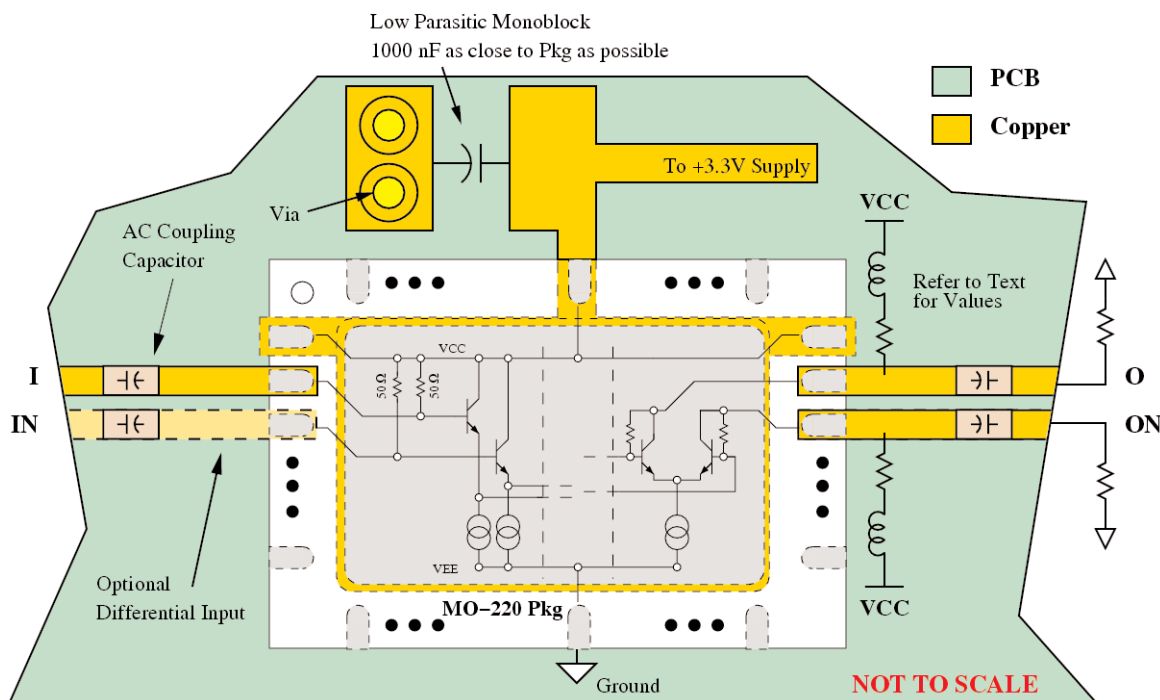 Low Parasitic Monoblock
1000 nF as close to Pkg as possible
PCB
Copper
To +3.3V Supply
Via
VCC
AC Coupling
Capacitor
Refer to Text
for Values
VCC
50Ω
50Ω
I
O
IN
ON
VEE
Optional
Differential Input
MO–220 Pkg
VCC
Ground
NOT TO SCALE